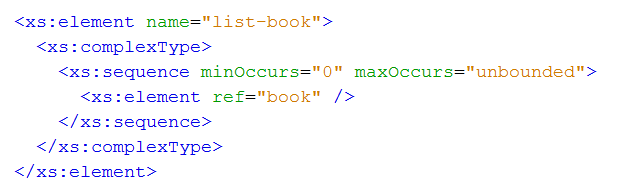 <xs:element name="list-book">
<xs:complexType>
<xs:sequence minOccurs="0" maxOccurs="unbounded">
<xs:element ref="book" />
</xs:sequence>
</xs:complexType>
</xs:element>